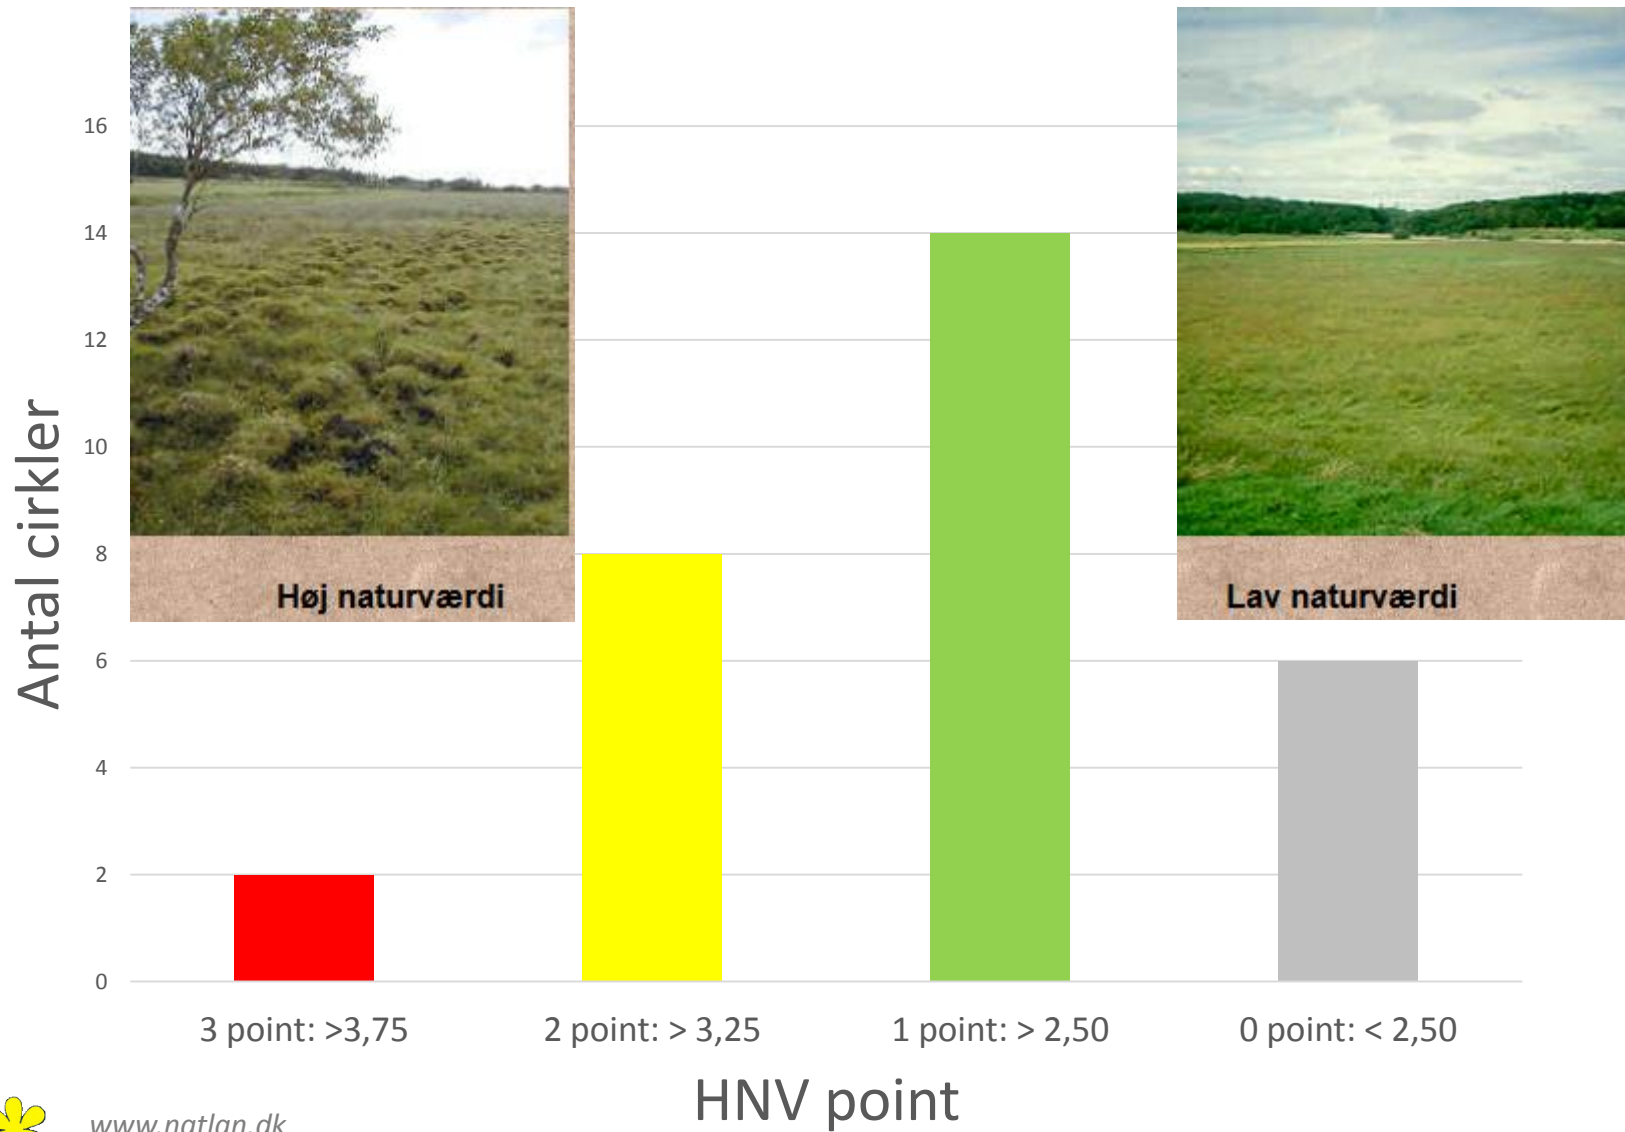 16
14
12
10
8
6
4
2
0
Antal cirkler
Høj naturværdi
Lav naturværdi
3 point: >3,75
2 point: > 3,25
1 point: > 2,50
0 point: < 2,50
HNV point
www.natlan.dk